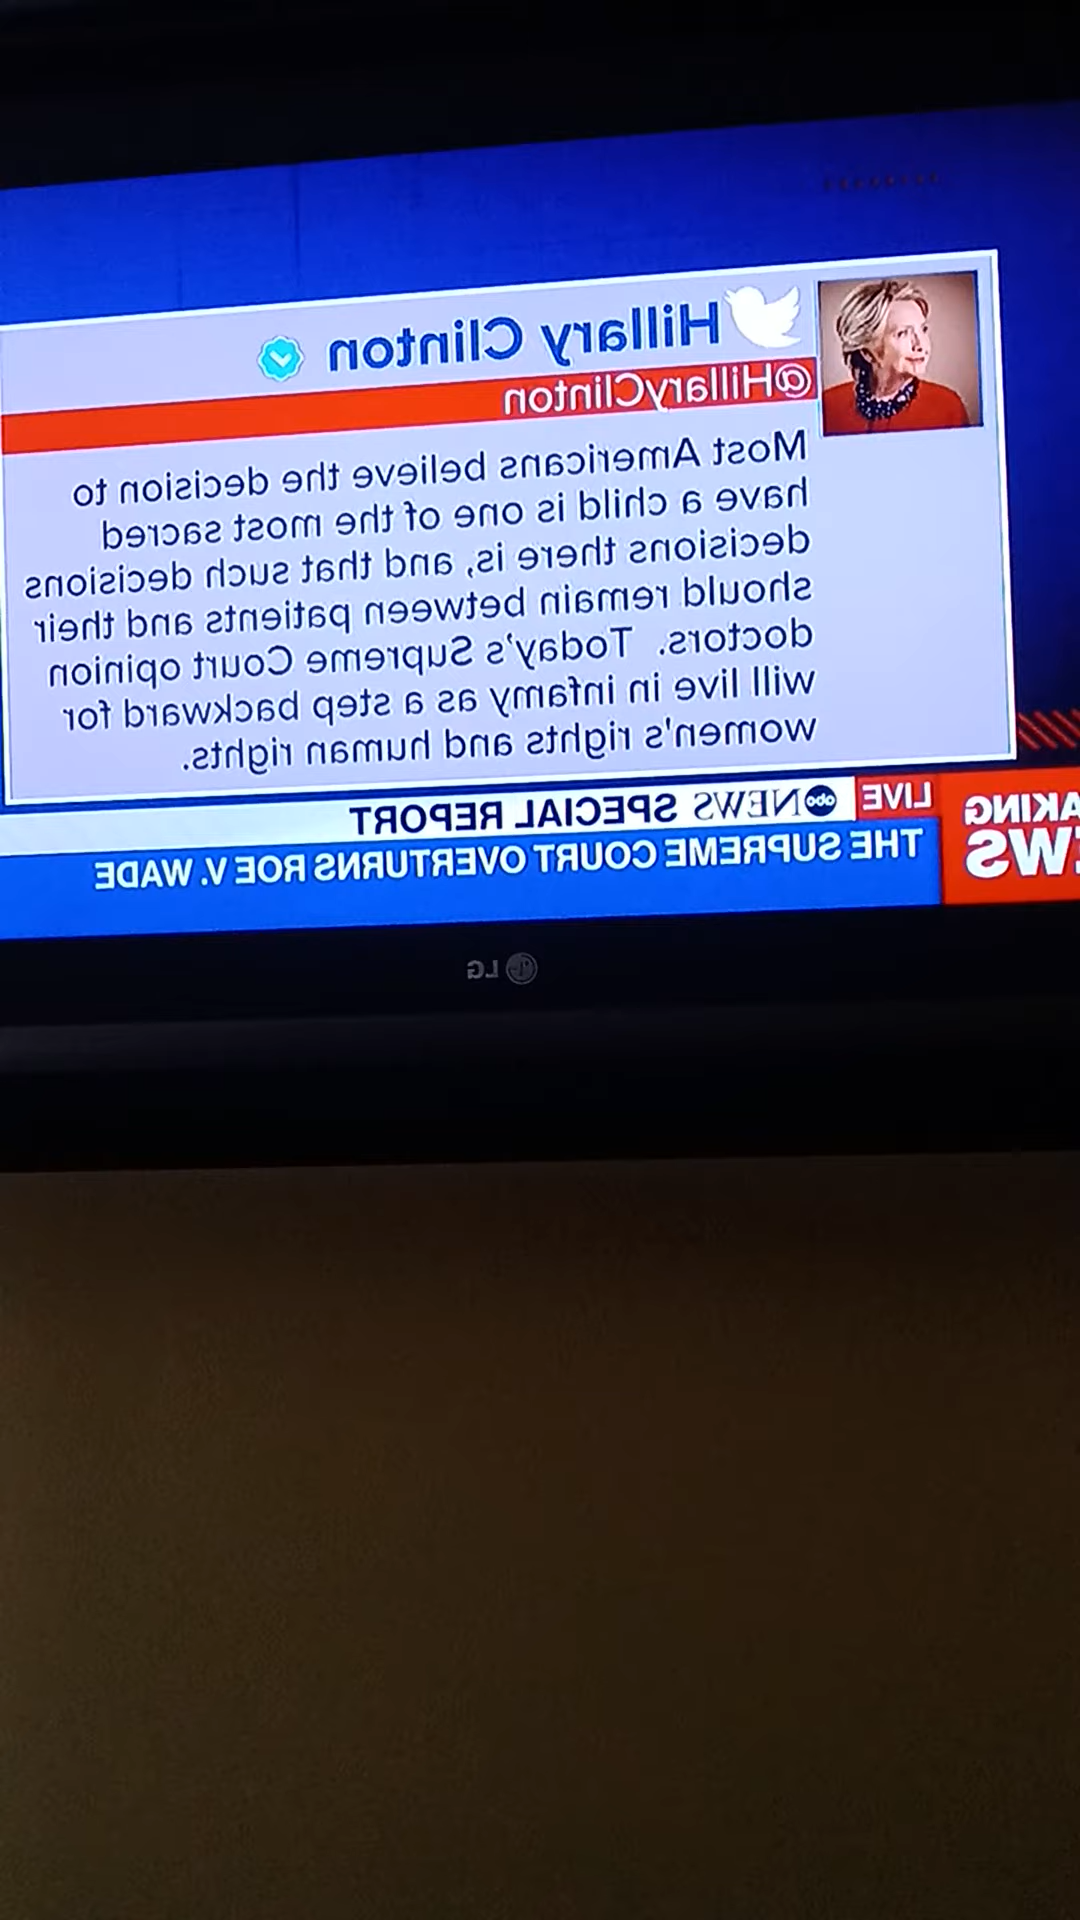 Hillary Clinton
@HillaryClinton
Most Americans believe the decision to
have a child is one of the most sacred
decisions there is, and that such decisions
should remain between patients and their
doctors. Today's Supreme Court opinion
will live in infamy as a step backward for
women's rights and human rights.
AKING
WS
LIVE
abc NEWS SPECIAL REPORT
THE SUPREME COURT OVERTURNS ROE V. WADE
LG